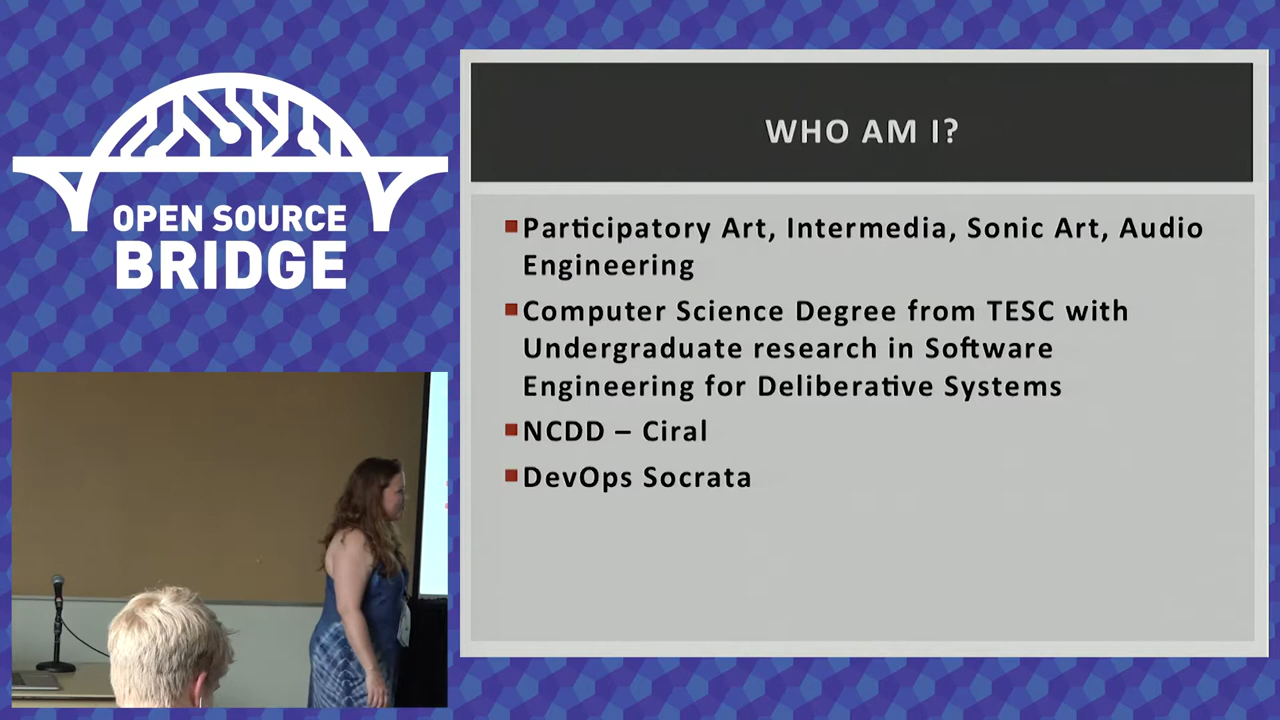 OPEN SOURCE
BRIDGE
WHO AM I?
Participatory Art, Intermedia, Sonic Art, Audio
Engineering
Computer Science Degree from TESC with
Undergraduate research in Software
Engineering for Deliberative Systems
NCDD – Ciral
DevOps Socrata